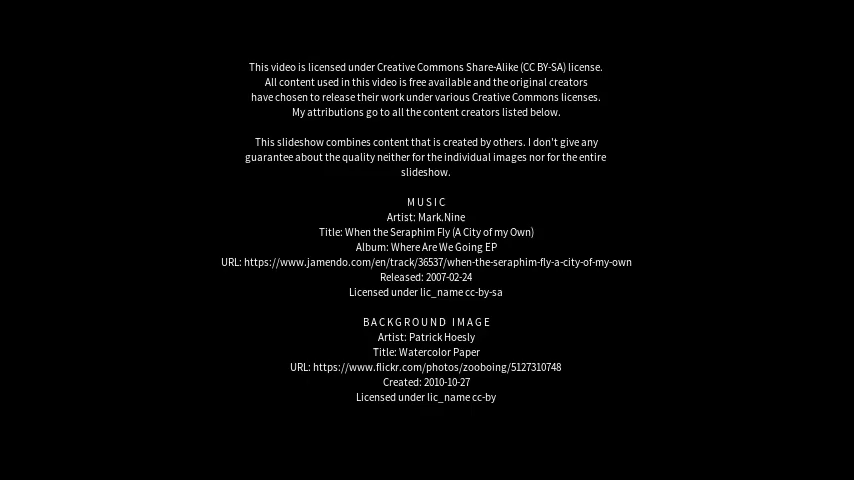 This video is licensed under Creative Commons Share-Alike (CC BY-SA) license.
All content used in this video is free available and the original creators
have chosen to release their work under various Creative Commons licenses.
My attributions go to all the content creators listed below.
This slideshow combines content that is created by others. I don't give any
guarantee about the quality neither for the individual images nor for the entire
slideshow.
MUSIC
Artist: Mark.Nine
Title: When the Seraphim Fly (A City of my Own)
Album: Where Are We Going EP
URL: https://www.jamendo.com/en/track/36537/when-the-seraphim-fly-a-city-of-my-own
Released: 2007-02-24
Licensed under lic_name cc-by-sa
BACKGROUND IMAGE
Artist: Patrick Hoesly
Title: Watercolor Paper
URL: https://www.flickr.com/photos/zooboing/5127310748
Created: 2010-10-27
Licensed under lic_name cc-by